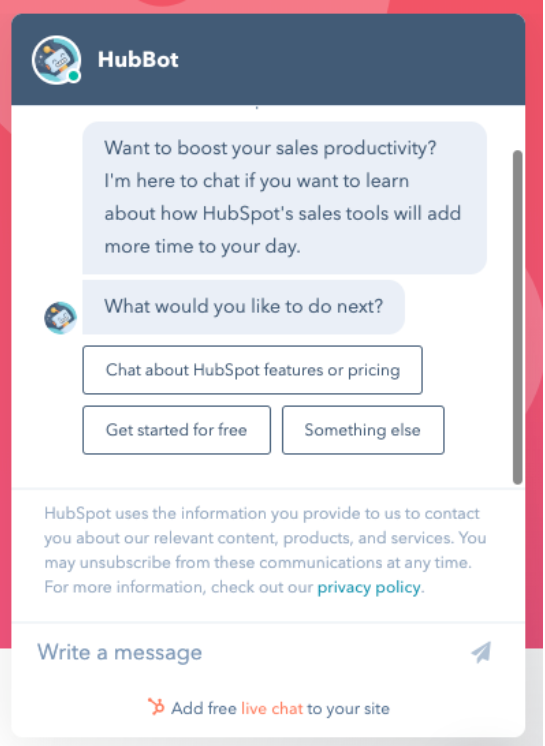 HubBot
Want to boost your sales productivity?
I'm here to chat if you want to learn
about how HubSpot's sales tools will add
more time to your day.
What would you like to do next?
Chat about HubSpot features or pricing
Get started for free
Something else
HubSpot uses the information you provide to us to contact
you about our relevant content, products, and services. You
may unsubscribe from these communications at any time.
For more information, check out our privacy policy.
Write a message
Add free live chat to your site